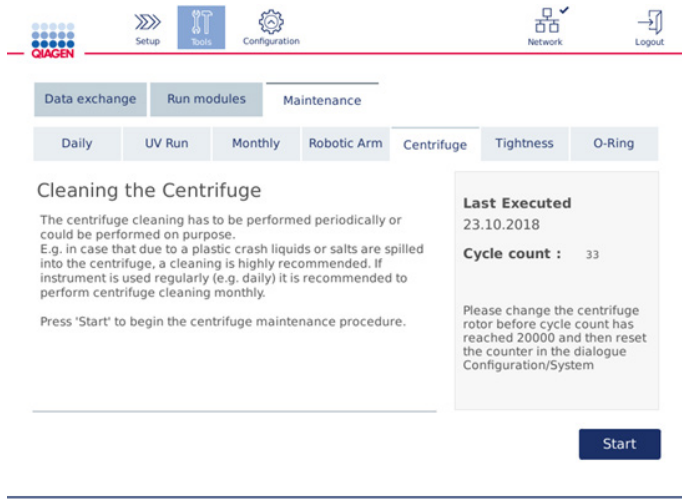 QIAGEN
Setup
Tools
Configuration
Network
Logout
Data exchange
Run modules
Maintenance
Daily
UV Run
Monthly
Robotic Arm
Centrifuge
Tightness
O-Ring
Cleaning the Centrifuge
The centrifuge cleaning has to be performed periodically or
could be performed on purpose.
E.g. in case that due to a plastic crash liquids or salts are spilled
into the centrifuge, a cleaning is highly recommended. If
instrument is used regularly (e.g. daily) it is recommended to
perform centrifuge cleaning monthly.
Press 'Start' to begin the centrifuge maintenance procedure.
Last Executed
23.10.2018
Cycle count : 33
Please change the centrifuge
rotor before cycle count has
reached 20000 and then reset
the counter in the dialogue
Configuration/System
Start